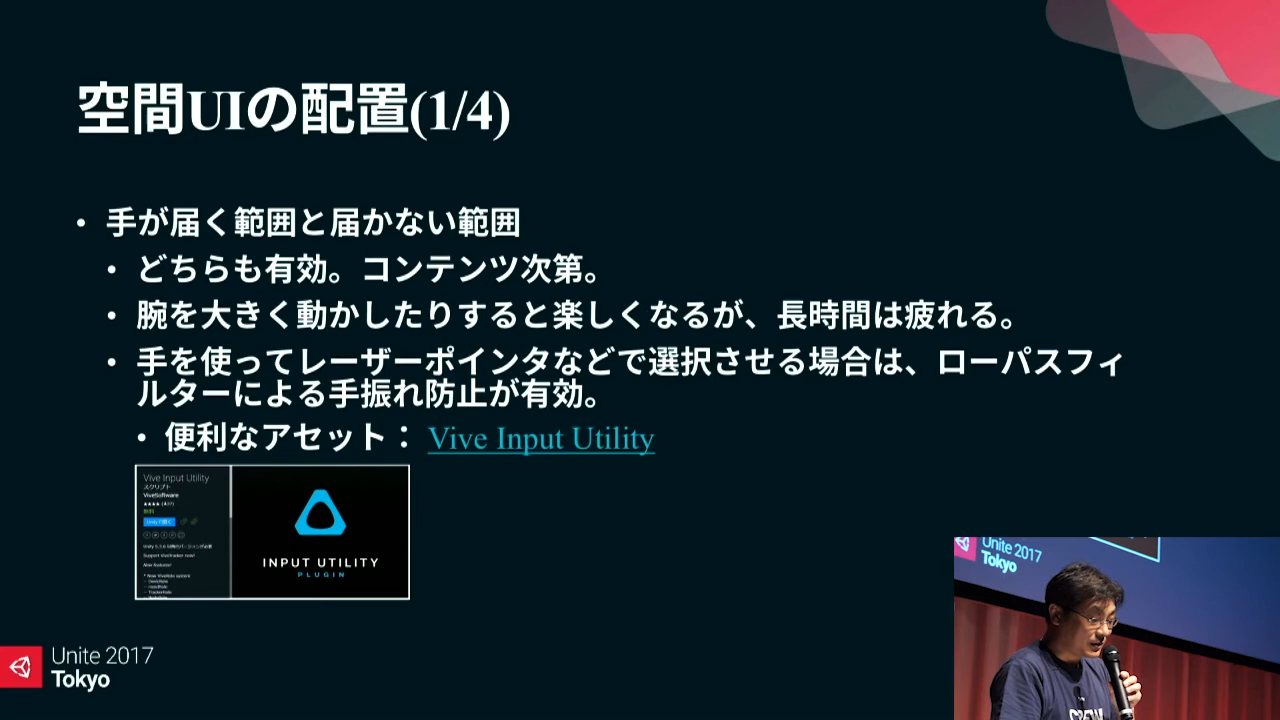 空間UIの配置(1/4)
• 手が届く範囲と届かない範囲
• どちらも有効。コンテンツ次第。
• 腕を大きく動かしたりすると楽しくなるが、長時間は疲れる。
• 手を使ってレーザーポインタなどで選択させる場合は、ローパスフィ
ルターによる手振れ防止が有効。
• 便利なアセット： Vive Input Utility
Vive Input Utility
スクリプト
ViveSoftware
INPUT UTILITY
PLUGIN
Support ViveTracker now!
New features!
Unite 2017
Tokyo
Unite 2017
Tokyo